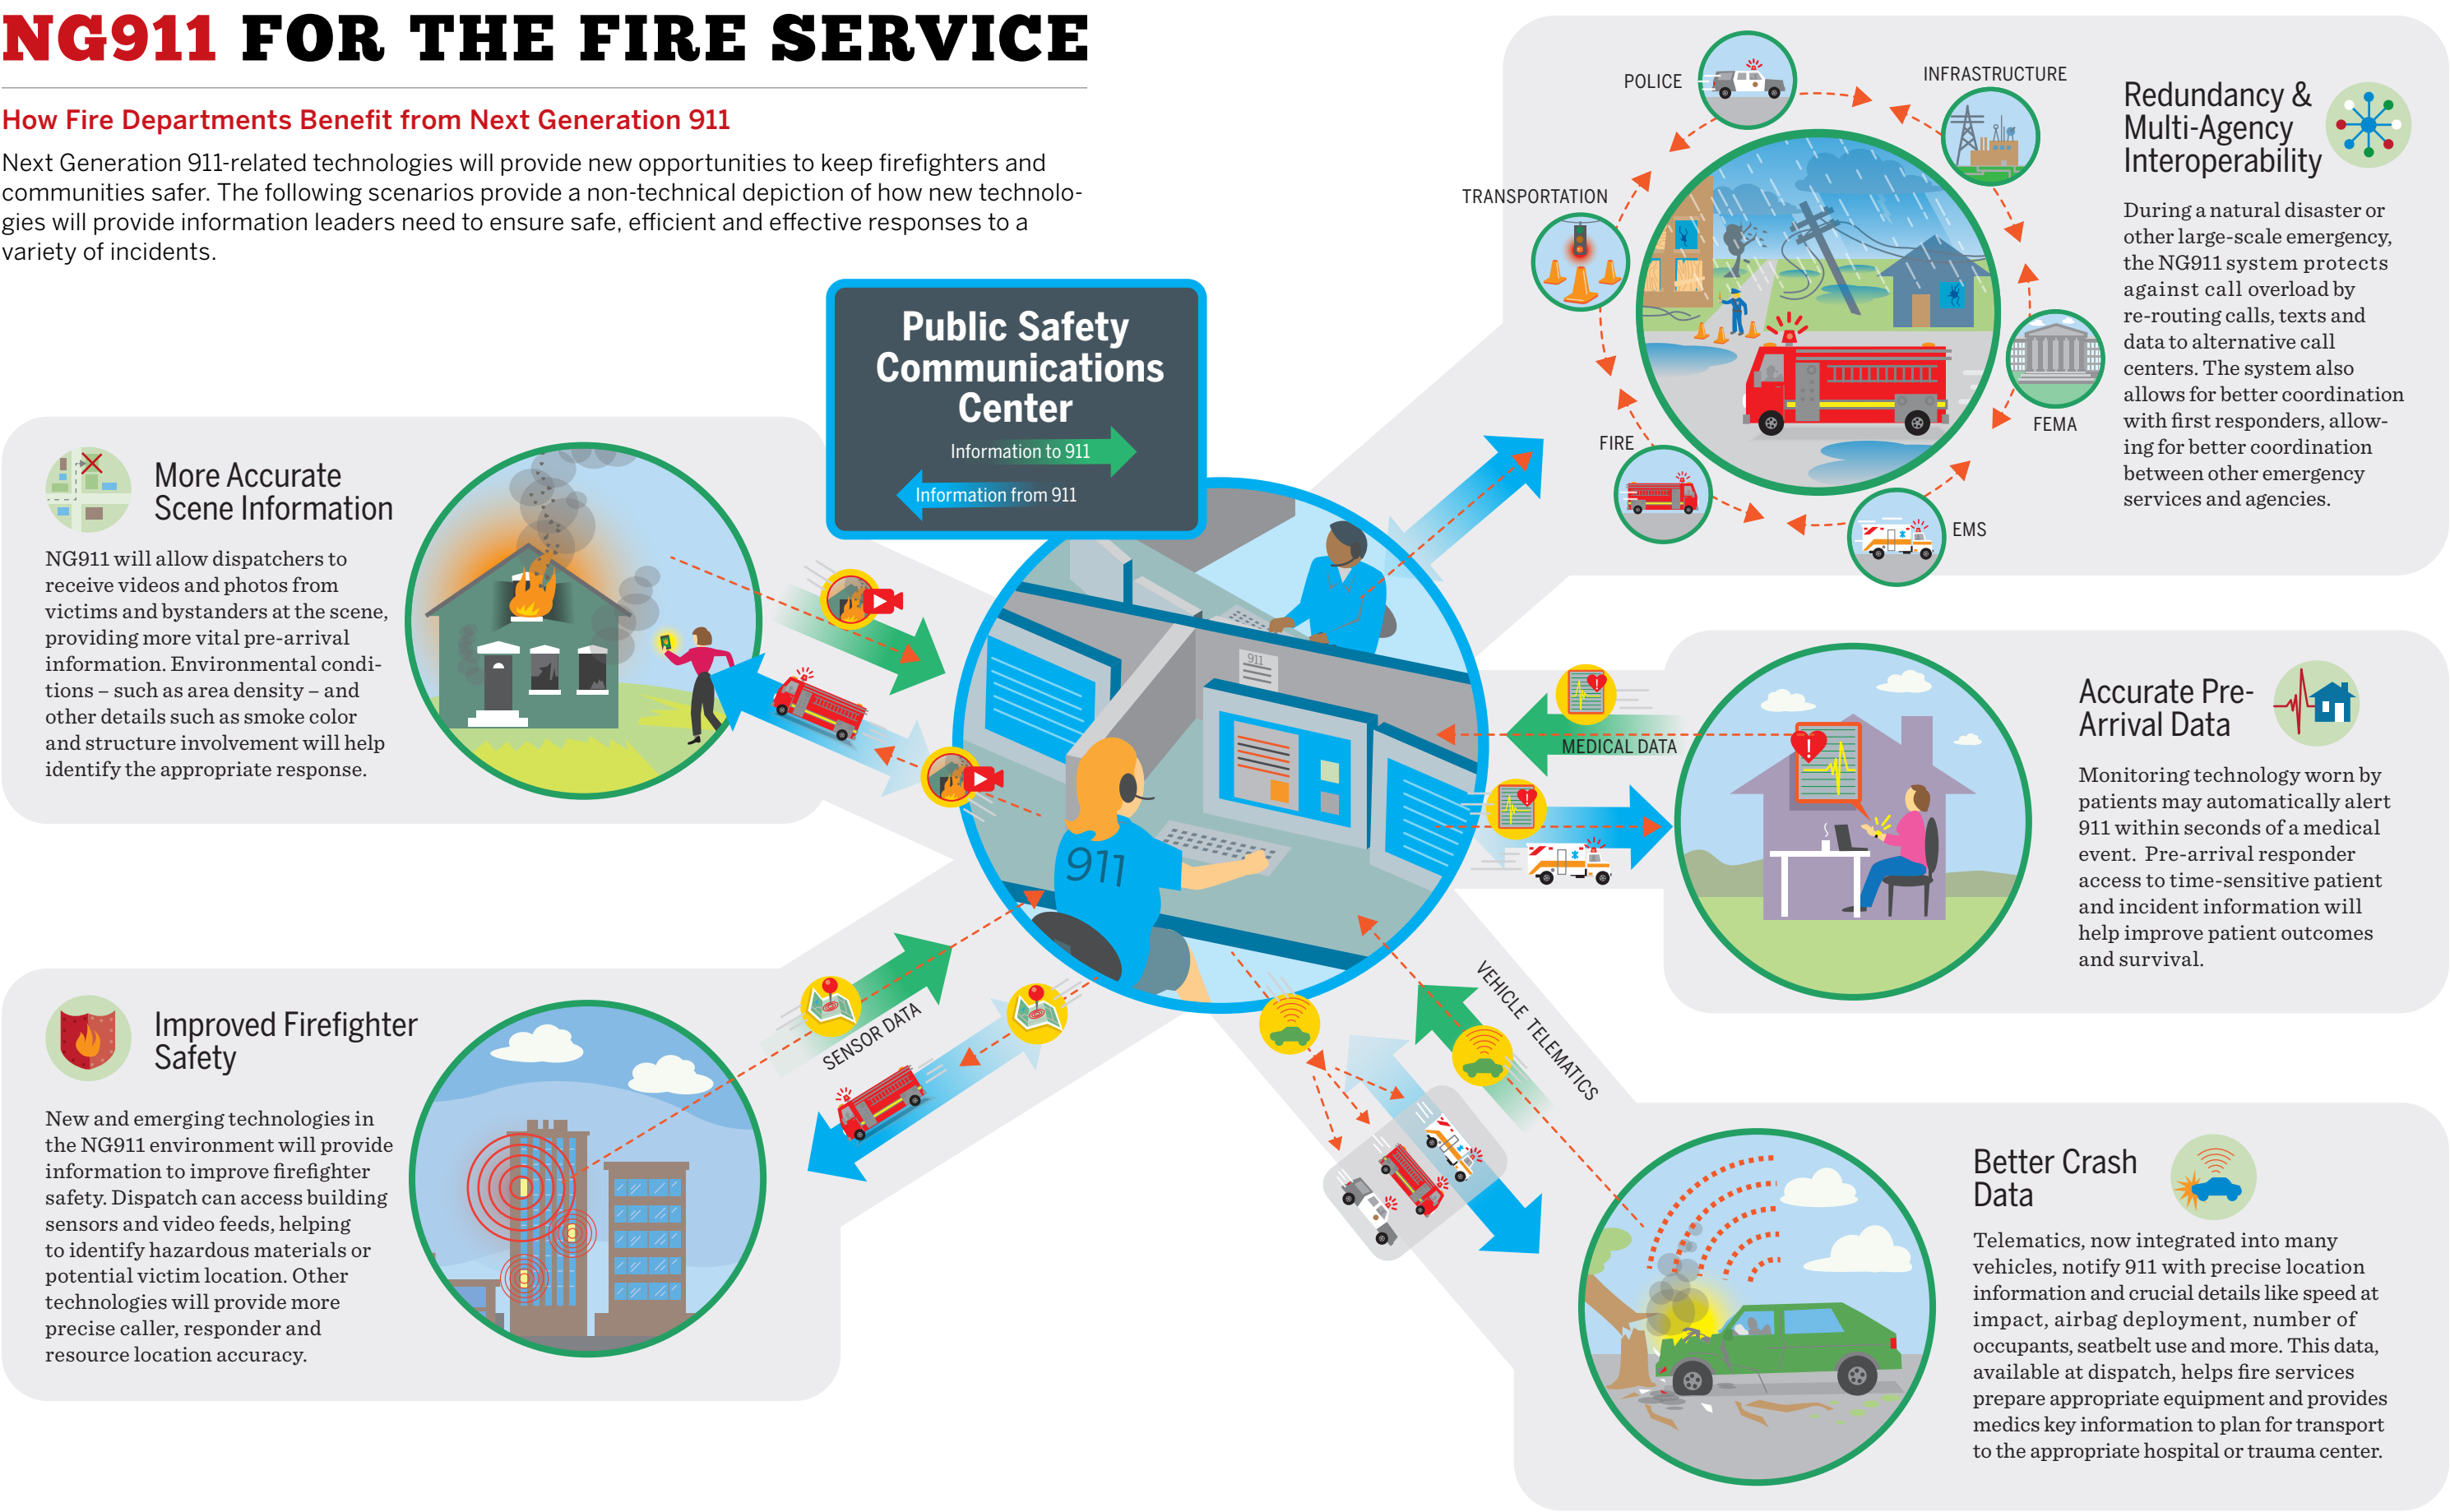 NG911 FOR THE FIRE SERVICE
How Fire Departments Benefit from Next Generation 911
Next Generation 911-related technologies will provide new opportunities to keep firefighters and
communities safer. The following scenarios provide a non-technical depiction of how new technolo-
gies will provide information leaders need to ensure safe, efficient and effective responses to a
variety of incidents.
Public Safety
Communications
Center
Information to 911
Information from 911
More Accurate
Scene Information
NG911 will allow dispatchers to
receive videos and photos from
victims and bystanders at the scene,
providing more vital pre-arrival
information. Environmental condi-
tions – such as area density – and
other details such as smoke color
and structure involvement will help
identify the appropriate response.
Improved Firefighter
Safety
New and emerging technologies in
the NG911 environment will provide
information to improve firefighter
safety. Dispatch can access building
sensors and video feeds, helping
to identify hazardous materials or
potential victim location. Other
technologies will provide more
precise caller, responder and
resource location accuracy.
SENSOR DATA
911
911
POLICE
INFRASTRUCTURE
TRANSPORTATION
FEMA
FIRE
EMS
Redundancy &
Multi-Agency
Interoperability
During a natural disaster or
other large-scale emergency,
the NG911 system protects
against call overload by
re-routing calls, texts and
data to alternative call
centers. The system also
allows for better coordination
with first responders, allow-
ing for better coordination
between other emergency
services and agencies.
MEDICAL DATA
Accurate Pre-
Arrival Data
Monitoring technology worn by
patients may automatically alert
911 within seconds of a medical
event. Pre-arrival responder
access to time-sensitive patient
and incident information will
help improve patient outcomes
and survival.
VEHICLE TELEMATICS
Better Crash
Data
Telematics, now integrated into many
vehicles, notify 911 with precise location
information and crucial details like speed at
impact, airbag deployment, number of
occupants, seatbelt use and more. This data,
available at dispatch, helps fire services
prepare appropriate equipment and provides
medics key information to plan for transport
to the appropriate hospital or trauma center.